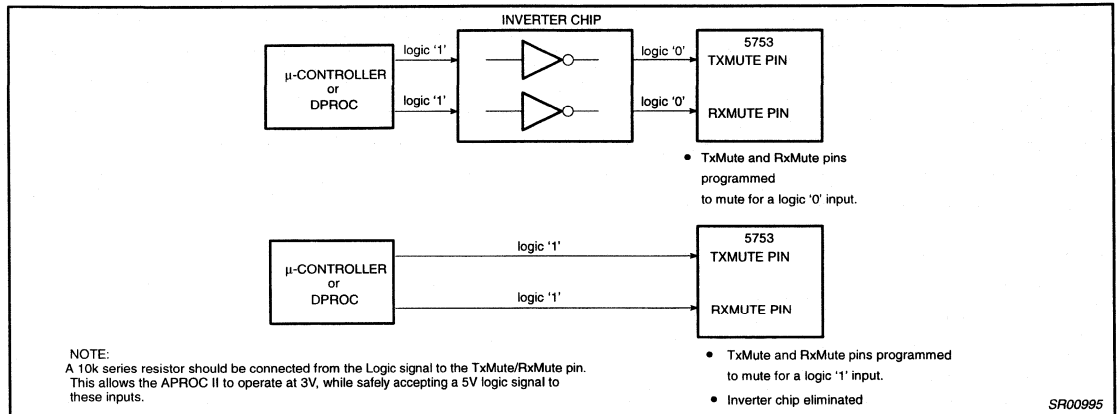 INVERTER CHIP
µ-CONTROLLER
or
DPROC
logic '1'
logic '1'
logic '0'
logic '0'
5753
TXMUTE PIN
RXMUTE PIN
• TxMute and RxMute pins
programmed
to mute for a logic '0' input.
µ-CONTROLLER
or
DPROC
logic '1'
logic '1'
5753
TXMUTE PIN
RXMUTE PIN
• TxMute and RxMute pins programmed
to mute for a logic '1' input.
• Inverter chip eliminated
NOTE:
A 10k series resistor should be connected from the Logic signal to the TxMute/RxMute pin.
This allows the APROC II to operate at 3V, while safely accepting a 5V logic signal to
these inputs.
SR00995